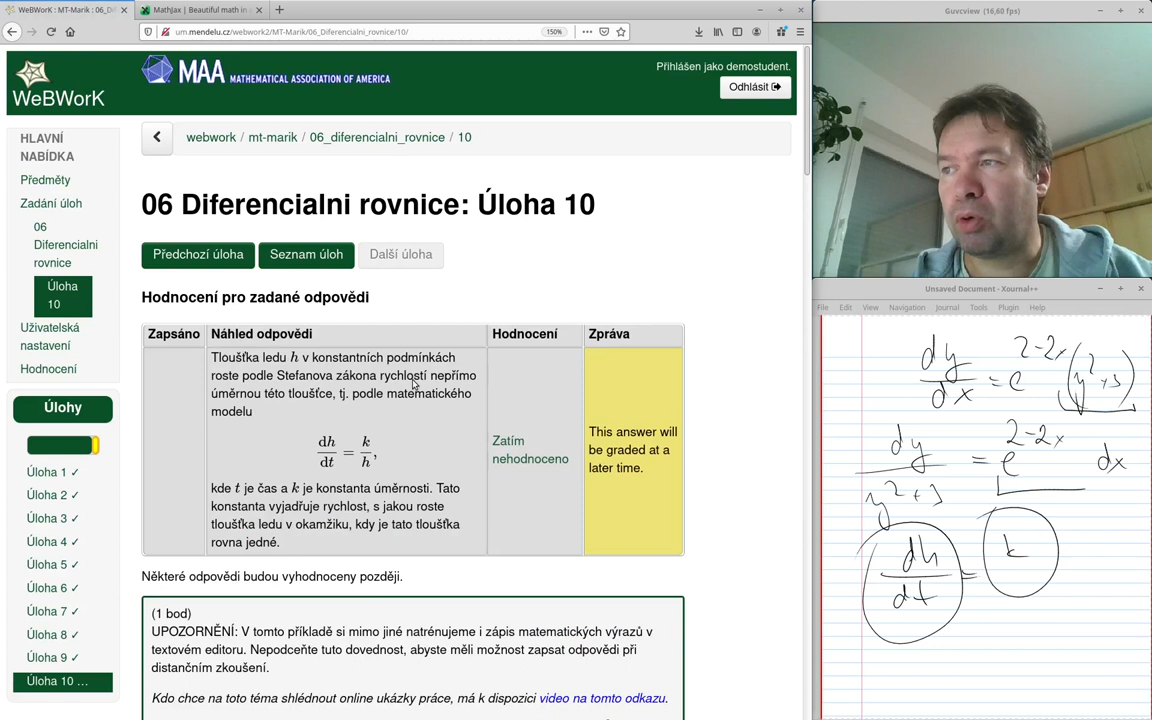 WeBWorK : MT-Marik : Úloha 10
MathJax | Beautiful math in
um.mendelu.cz/webwork2/MT-Marik/06_Diferencialni_rovnice/10/
150%
WeBWorK
MAA MATHEMATICAL ASSOCIATION OF AMERICA
Přihlášen jako demostudent.
Odhlásit
HLAVNÍ
NABÍDKA
Předměty
Zadání úloh
06
Diferencialni
rovnice
Úloha
10
Uživatelská
nastavení
Hodnocení
Úlohy
Úloha 1 ✓
Úloha 2 ✓
Úloha 3 ✓
Úloha 4 ✓
Úloha 5 ✓
Úloha 6 ✓
Úloha 7 ✓
Úloha 8 ✓
Úloha 9 ✓
Úloha 10 ...
webwork / mt-marik / 06_diferencialni_rovnice / 10
06 Diferencialni rovnice: Úloha 10
Předchozí úloha
Seznam úloh
Další úloha
Hodnocení pro zadané odpovědi
Zapsáno Náhled odpovědi Hodnocení Zpráva
Tloušťka ledu h v konstantních podmínkách
roste podle Stefanova zákona rychlostí nepřímo
úměrnou této tloušťce, tj. podle matematického
modelu
dh/dt = k/h,
kde t je čas a k je konstanta úměrnosti. Tato
konstanta vyjadřuje rychlost, s jakou roste
tloušťka ledu v okamžiku, kdy je tato tloušťka
rovna jedné.
Zatím
nehodnoceno
This answer will
be graded at a
later time.
Některé odpovědi budou vyhodnoceny později.
(1 bod)
UPOZORNĚNÍ: V tomto příkladě si mimo jiné natrénujeme i zápis matematických výrazů v
textovém editoru. Nepodceňte tuto dovednost, abyste měli možnost zapsat odpovědi při
distančním zkoušení.
Kdo chce na toto téma shlédnout online ukázky práce, má k dispozici video na tomto odkazu.
Guvcview (16,60 fps)
Unsaved Document - Xournal++
File Edit View Navigation Journal Tools Plugin Help
dy/dx = e^(2-2x) (y^2+3)
dy/(y^2+3) = e^(2-2x) dx
dh/dt = k